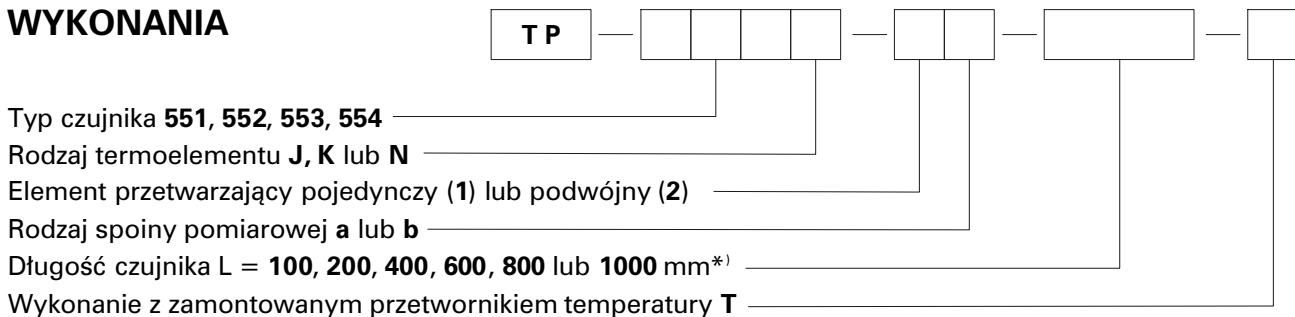 WYKONANIA
T P
Typ czujnika 551, 552, 553, 554
Rodzaj termoelementu J, K lub N
Element przetwarzający pojedynczy (1) lub podwójny (2)
Rodzaj spoiny pomiarowej a lub b
Długość czujnika L = 100, 200, 400, 600, 800 lub 1000 mm*)
Wykonanie z zamontowanym przetwornikiem temperatury T